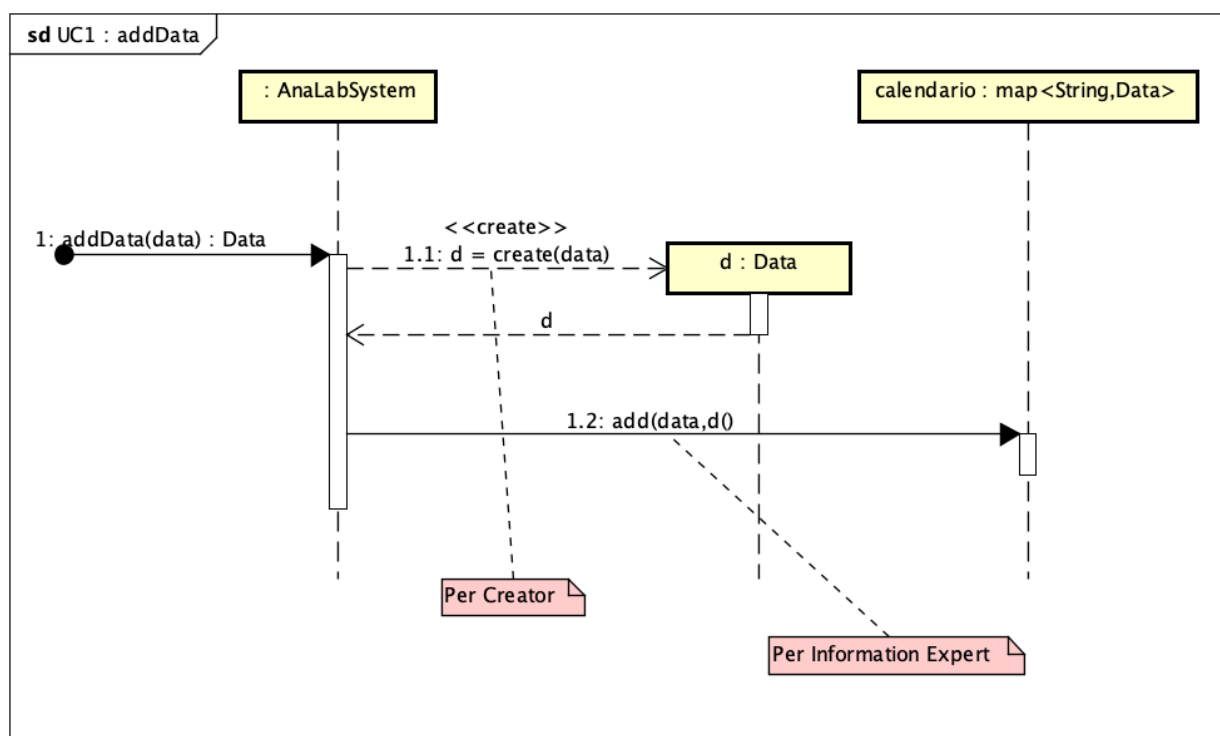 sd UC1 : addData
: AnaLabSystem
calendario : map<String,Data>
<<create>>
1: addData(data) : Data
1.1: d = create(data)
d : Data
d
1.2: add(data,d()
Per Creator
Per Information Expert